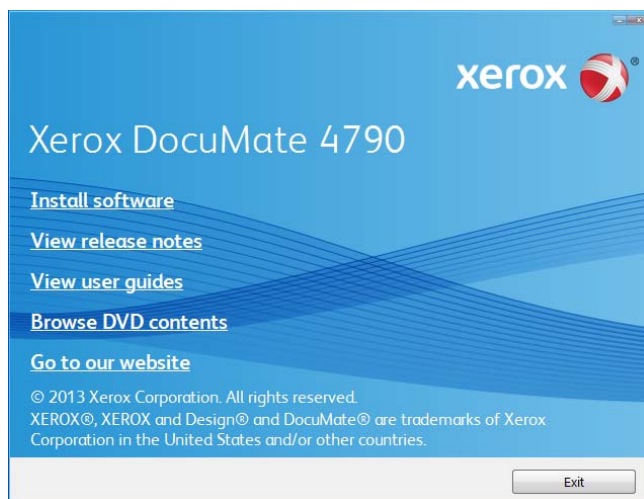 xerox ®
Xerox DocuMate 4790
Install software
View release notes
View user guides
Browse DVD contents
Go to our website
© 2013 Xerox Corporation. All rights reserved.
XEROX®, XEROX and Design® and DocuMate® are trademarks of Xerox
Corporation in the United States and/or other countries.
Exit